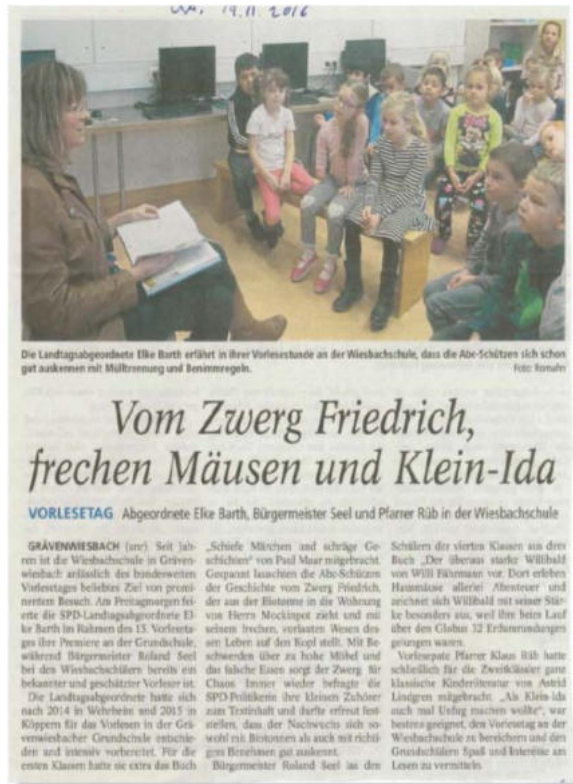 19.11.2016
Die Landtagsabgeordnete Elke Barth erfährt in ihrer Vorlesestunde an der Wiesbachschule, dass die Abc-Schützen sich schon
gut auskennen mit Mülltrennung und Benimmregeln.
Foto: Romahn
Vom Zwerg Friedrich,
frechen Mäusen und Klein-Ida
VORLESETAG Abgeordnete Elke Barth, Bürgermeister Seel und Pfarrer Rüb in der Wiesbachschule
GRÄVENWIESBACH Seit Jah-
ren ist die Wiesbachschule in Gräven-
wiesbach anlässlich des bundesweiten
Vorlesetages beliebtes Ziel von promi-
nentem Besuch. Am Freitagmorgen fei-
erte die SPD-Landtagsabgeordnete El-
ke Barth im Rahmen des 13. Vorleseta-
ges ihre Premiere an der Grundschule,
während Bürgermeister Roland Seel
bei den Wiesbachschülern bereits ein
bekannter und geschätzter Vorleser ist.
Die Landtagsabgeordnete hatte sich
nach 2014 in Wehrheim und 2015 in
Köppern für das Vorlesen in der Grä-
venwiesbacher Grundschule entschie-
den und intensiv vorbereitet. Für die
ersten Klassen hatte sie extra das Buch
„Schiefe Märchen und schräge Ge-
schichten" von Paul Maar mitgebracht.
Gespannt lauschten die Abc-Schützen
der Geschichte vom Zwerg Friedrich,
der aus der Biotonne in die Wohnung
von Herrn Mockinpot zieht und mit
seinem frechen, vorlauten Wesen des-
sen Leben auf den Kopf stellt. Mit Be-
schwerden über zu hohe Möbel und
das falsche Essen sorgt der Zwerg für
Chaos. Immer wieder befragte die
SPD-Politikerin ihre kleinen Zuhörer
zum Textinhalt und durfte erfreut fest-
stellen, dass der Nachwuchs sich so-
wohl mit Biotonnen als auch mit richti-
gem Benehmen gut auskennt.
Bürgermeister Roland Seel las den
Schülern der vierten Klassen aus dem
Buch „Der überaus starke Willibald"
von Willi Fährmann vor. Dort erleben
Hausmäuse allerlei Abenteuer und
zeichnet sich Willibald mit seiner Stär-
ke besonders aus, weil ihm beim Lauf
über den Globus 32 Erdumrundungen
gelungen waren.
Vorlesepate Pfarrer Klaus Rüb hatte
schließlich für die Zweitklässler ganz
klassische Kinderliteratur von Astrid
Lindgren mitgebracht. „Als Klein-Ida
auch mal Unfug machen wollte", war
bestens geeignet, den Vorlesetag an der
Wiesbachschule zu bereichern und den
Grundschülern Spaß und Interesse am
Lesen zu vermitteln.